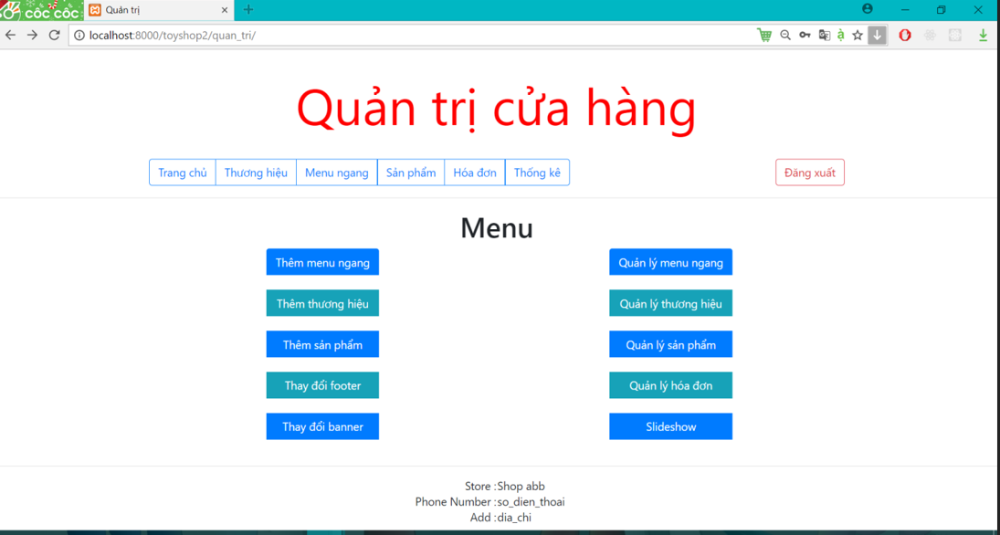 cốc cốc Quản trị
localhost:8000/toyshop2/quan_tri/
Quản trị cửa hàng
Trang chủ Thương hiệu Menu ngang Sản phẩm Hóa đơn Thống kê Đăng xuất
Menu
Thêm menu ngang Quản lý menu ngang
Thêm thương hiệu Quản lý thương hiệu
Thêm sản phẩm Quản lý sản phẩm
Thay đổi footer Quản lý hóa đơn
Thay đổi banner Slideshow
Store :Shop abb
Phone Number :so_dien_thoai
Add :dia_chi